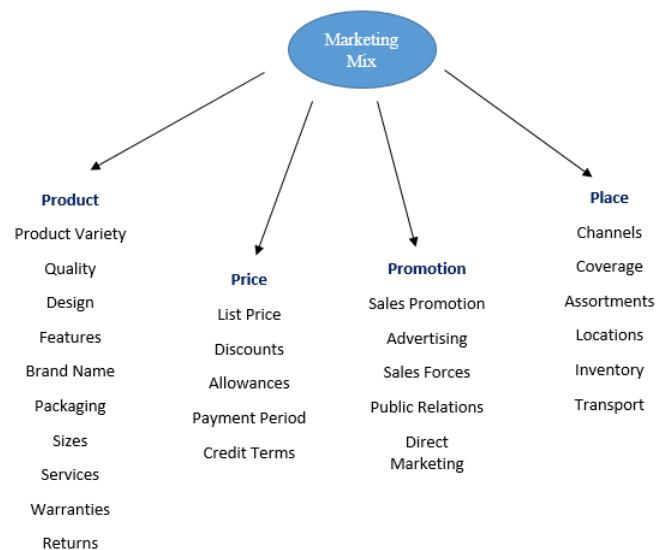 Marketing
Mix
Product
Product Variety
Quality
Design
Features
Brand Name
Packaging
Sizes
Services
Warranties
Returns
Price
List Price
Discounts
Allowances
Payment Period
Credit Terms
Promotion
Sales Promotion
Advertising
Sales Forces
Public Relations
Direct
Marketing
Place
Channels
Coverage
Assortments
Locations
Inventory
Transport